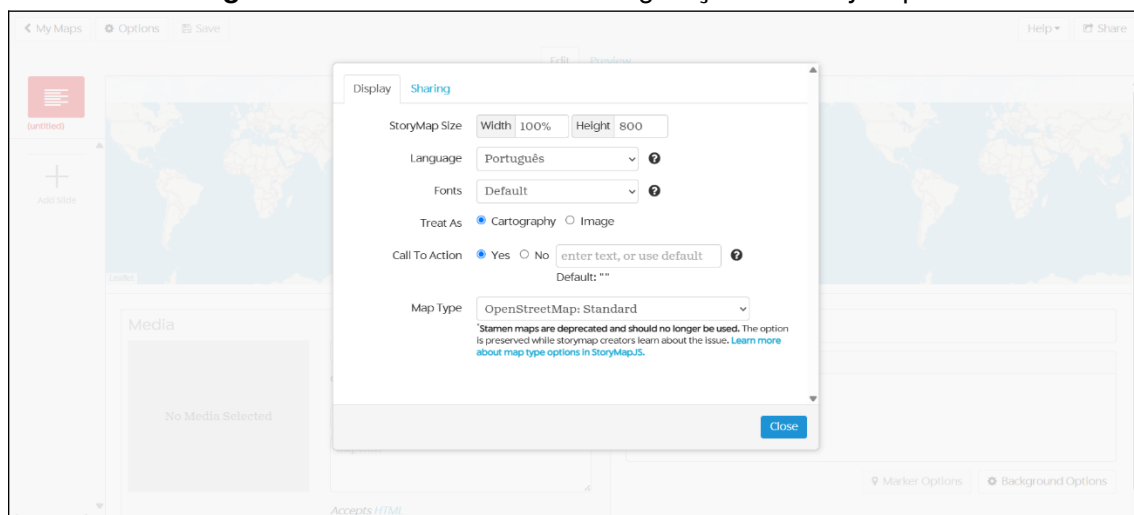 My Maps Options Save Help Share
Edit Preview
Display Sharing
(untitled)
Add Slide
StoryMap Size Width 100% Height 800
Language Português
Fonts Default
Treat As Cartography Image
Call To Action Yes No enter text, or use default
Default: ""
Map Type OpenStreetMap: Standard
*Stamen maps are deprecated and should no longer be used. The option
is preserved while storymap creators learn about the issue. Learn more
about map type options in StoryMapJS.
Close
Leaflet
Media
No Media Selected
Marker Options Background Options
Accepts HTML